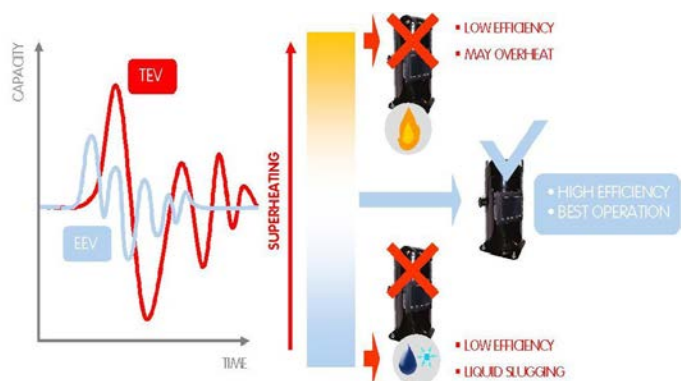 CAPACITY
TEV
EEV
TIME
SUPERHEATING
• LOW EFFICIENCY
• MAY OVERHEAT
• HIGH EFFICIENCY
• BEST OPERATION
• LOW EFFICIENCY
• LIQUID SLUGGING